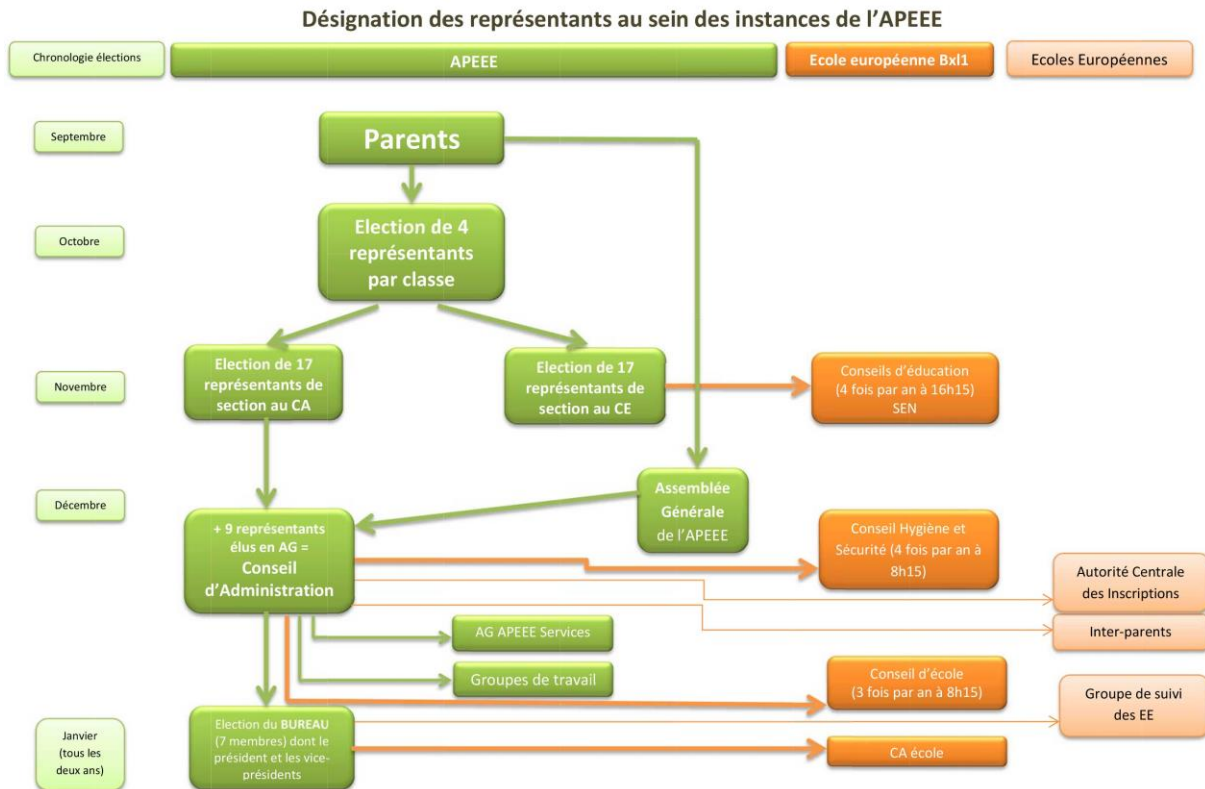 Désignation des représentants au sein des instances de l’APEEE
Chronologie élections
APEEE
Ecole européenne Bxl1
Ecoles Européennes
Septembre
Parents
Octobre
Election de 4
représentants
par classe
Novembre
Election de 17
représentants de
section au CA
Election de 17
représentants de
section au CE
Conseils d’éducation
(4 fois par an à 16h15)
SEN
Décembre
Assemblée
Générale
de l’APEEE
+ 9 représentants
élus en AG =
Conseil
d’Administration
Conseil Hygiène et
Sécurité (4 fois par an à
8h15)
Autorité Centrale
des Inscriptions
Inter-parents
AG APEEE Services
Groupes de travail
Conseil d’école
(3 fois par an à 8h15)
Groupe de suivi
des EE
Janvier
(tous les
deux ans)
Election du BUREAU
(7 membres) dont le
président et les vice-
présidents
CA école